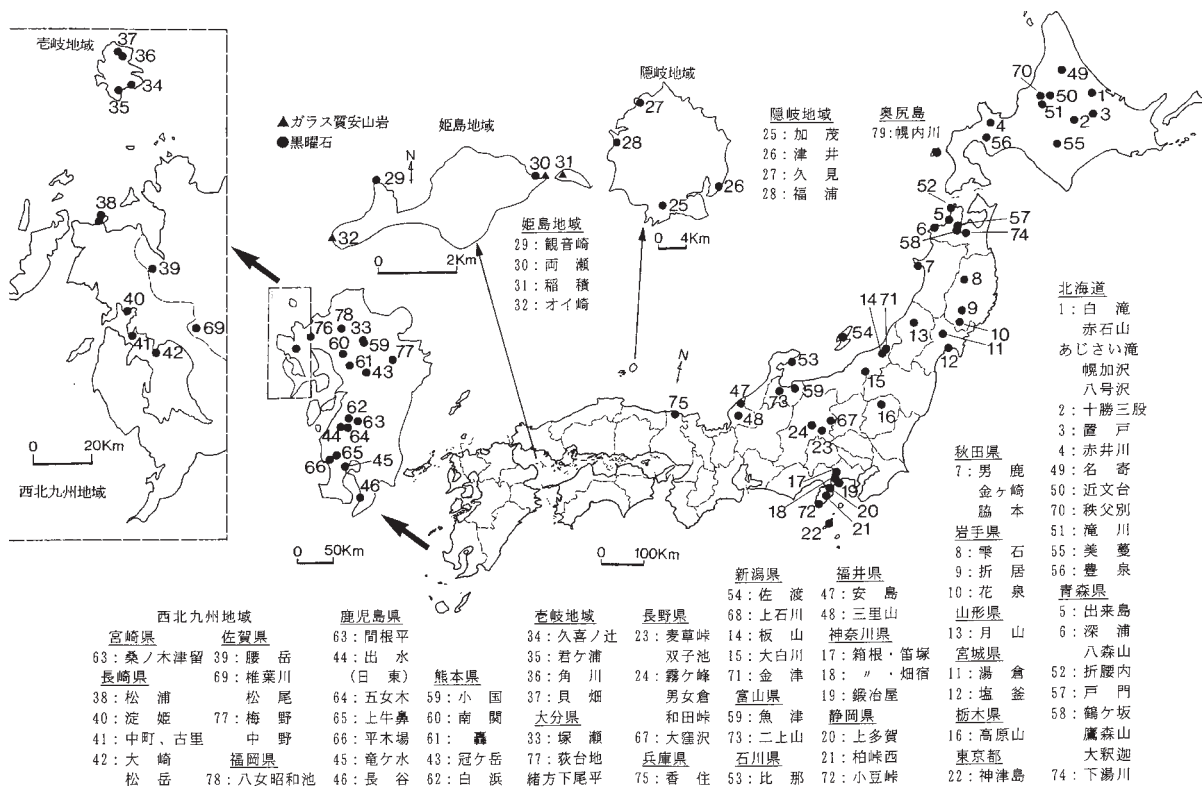 壱岐地域
37
36
34
35
38
39
40
41
42
69
0 20Km
西北九州地域
▲ガラス質安山岩
●黒曜石
姫島地域
N
29
30
31
32
0 2Km
姫島地域
29：観音崎
30：両 瀬
31：稲 積
32：オイ崎
隠岐地域
27
28
26
25
0 4Km
隠岐地域
25：加 茂
26：津 井
27：久 見
28：福 浦
奥尻島
79：幌内川
70
49
50
1
51
3
2
4
56
55
52
5
57
6
58
74
7
8
9
10
11
12
13
14
71
54
53
15
16
59
73
47
48
67
24
23
75
N
17
18
19
20
72
21
22
0 100Km
76
78
33
59
60
77
61
43
62
63
44
64
65
45
66
46
0 50Km
北海道
1：白 滝
赤石山
あじさい滝
幌加沢
八号沢
2：十勝三股
3：置 戸
4：赤井川
49：名 寄
50：近文台
70：秩父別
51：滝 川
55：美 蔓
56：豊 泉
青森県
5：出来島
6：深 浦
八森山
52：折腰内
57：戸 門
58：鶴ケ坂
鷹森山
大釈迦
74：下湯川
秋田県
7：男 鹿
金ヶ崎
脇 本
岩手県
8：雫 石
9：折 居
10：花 泉
山形県
13：月 山
宮城県
11：湯 倉
12：塩 釜
栃木県
16：高原山
東京都
22：神津島
新潟県
54：佐 渡
68：上石川
14：板 山
15：大白川
71：金 津
富山県
59：魚 津
73：二上山
石川県
53：比 那
福井県
47：安 島
48：三里山
神奈川県
17：箱根・笛塚
18：〃・畑宿
19：鍛冶屋
静岡県
20：上多賀
21：柏峠西
72：小豆峠
長野県
23：麦草峠
双子池
24：霧ケ峰
男女倉
和田峠
67：大窪沢
兵庫県
75：香 住
壱岐地域
34：久喜ノ辻
35：君ケ浦
36：角 川
37：貝 畑
大分県
33：塚 瀬
77：荻台地
緒方下尾平
熊本県
59：小 国
60：南 関
61：轟
43：冠ケ岳
62：白 浜
鹿児島県
63：間根平
44：出 水
（日 東）
64：五女木
65：上牛鼻
66：平木場
45：竜ケ水
46：長 谷
西北九州地域
宮崎県
63：桑ノ木津留
長崎県
38：松 浦
40：淀 姫
41：中町、古里
42：大 崎
松 岳
佐賀県
39：腰 岳
69：椎葉川
松 尾
77：梅 野
中 野
福岡県
78：八女昭和池